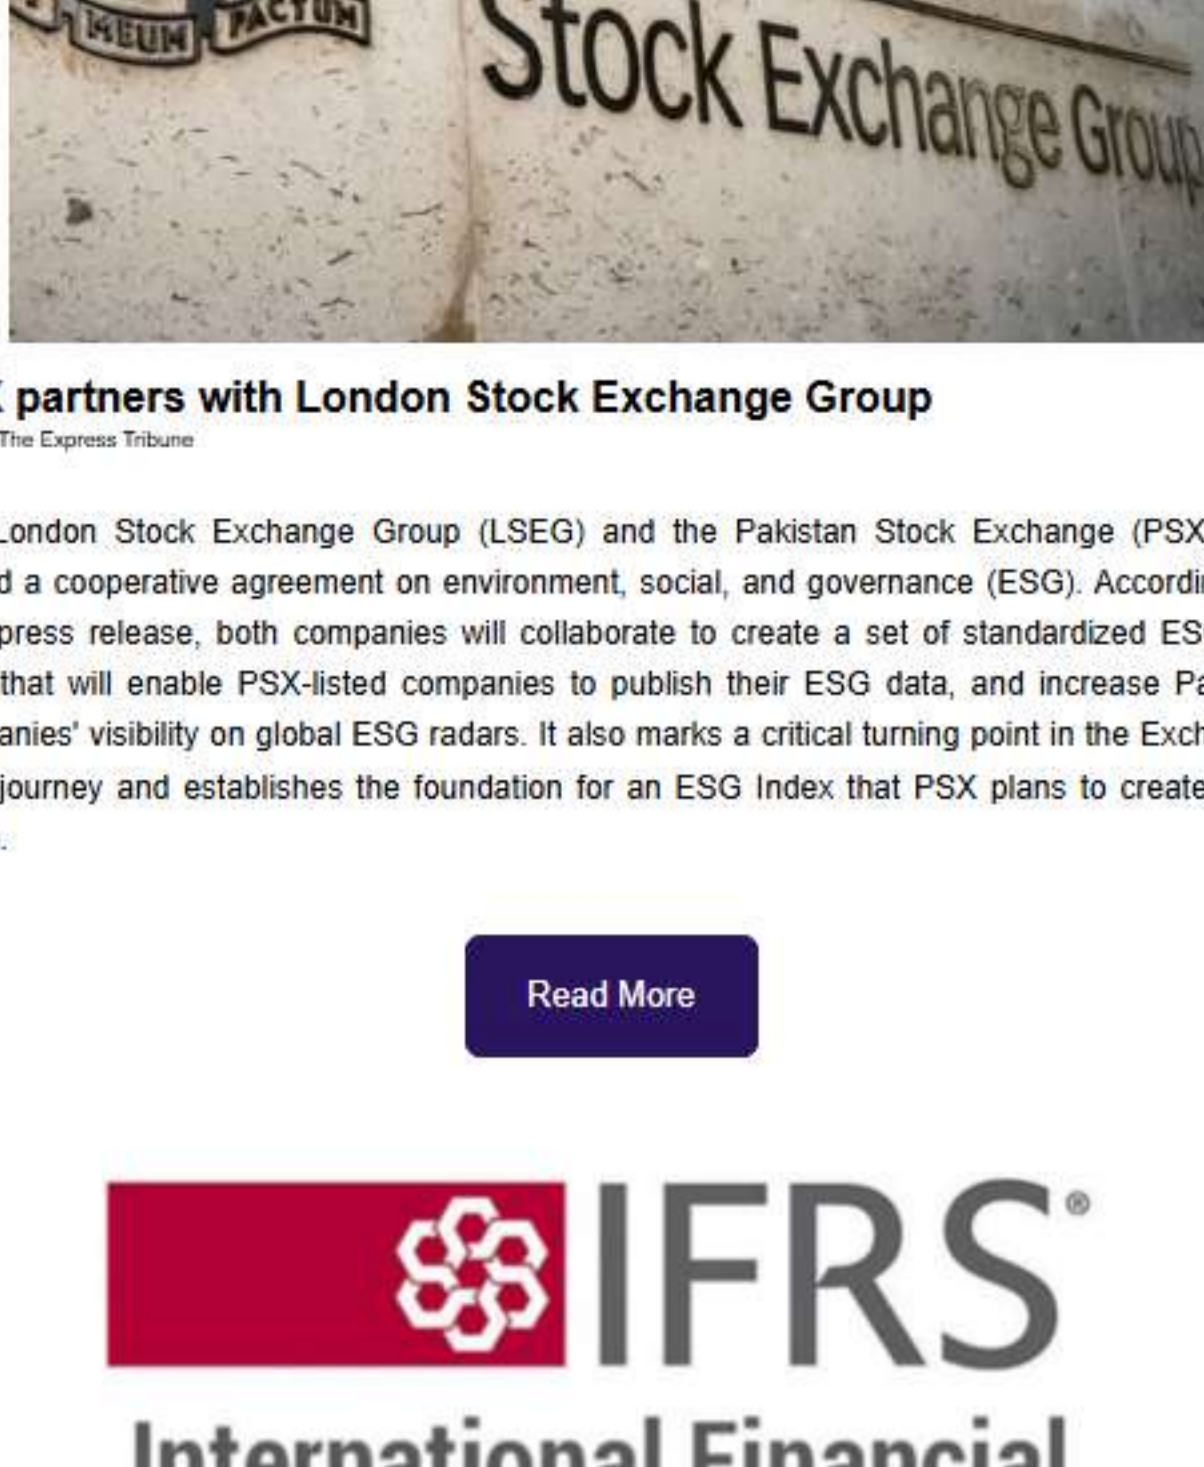 MEUM PACTUM
Stock Exchange Group
partners with London Stock Exchange Group
The Express Tribune
London Stock Exchange Group (LSEG) and the Pakistan Stock Exchange (PSX
d a cooperative agreement on environment, social, and governance (ESG). Accordi
press release, both companies will collaborate to create a set of standardized ES
that will enable PSX-listed companies to publish their ESG data, and increase Pa
anies' visibility on global ESG radars. It also marks a critical turning point in the Exch
journey and establishes the foundation for an ESG Index that PSX plans to create
.
Read More
IFRS®
International Financial